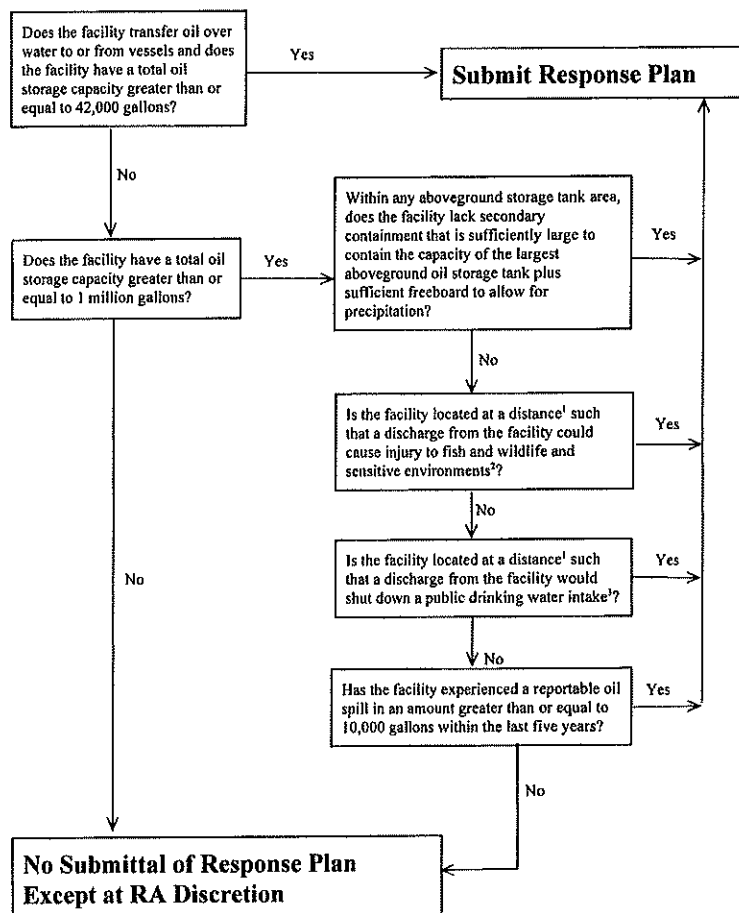 Does the facility transfer oil over
water to or from vessels and does
the facility have a total oil
storage capacity greater than or
equal to 42,000 gallons?
Yes
Submit Response Plan
No
Does the facility have a total oil
storage capacity greater than or
equal to 1 million gallons?
Yes
Within any aboveground storage tank area,
does the facility lack secondary
containment that is sufficiently large to
contain the capacity of the largest
aboveground oil storage tank plus
sufficient freeboard to allow for
precipitation?
Yes
No
Is the facility located at a distance¹ such
that a discharge from the facility could
cause injury to fish and wildlife and
sensitive environments²?
Yes
No
Is the facility located at a distance¹ such
that a discharge from the facility would
shut down a public drinking water intake³?
Yes
No
No
Has the facility experienced a reportable oil
spill in an amount greater than or equal to
10,000 gallons within the last five years?
Yes
No
No Submittal of Response Plan
Except at RA Discretion